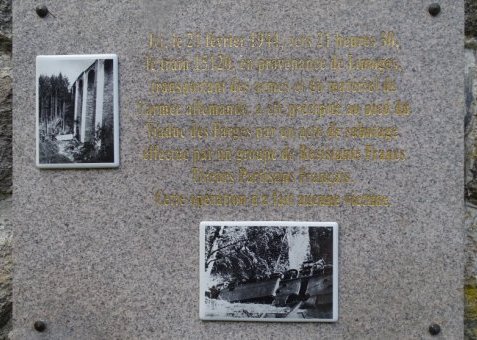 Ici, le 23 février 1944, vers 21 heures 30,
le train 15120, en provenance de Limoges,
transportant des armes et du matériel de
l'armée allemande, a été précipité au pied du
Viaduc des Forges par un acte de sabotage
effectué par un groupe de Résistants Francs
Tireurs Partisans Français.
Cette opération n'a fait aucune victime.